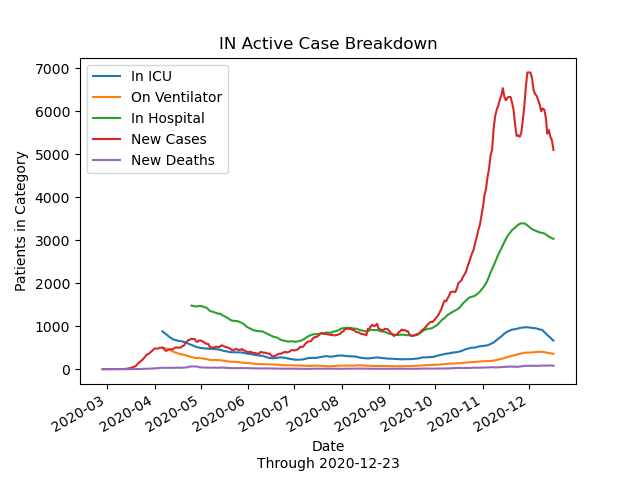 IN Active Case Breakdown
In ICU
On Ventilator
In Hospital
New Cases
New Deaths
7000
6000
5000
4000
3000
2000
1000
0
Patients in Category
2020-03
2020-04
2020-05
2020-06
2020-07
2020-08
2020-09
2020-10
2020-11
2020-12
Date
Through 2020-12-23